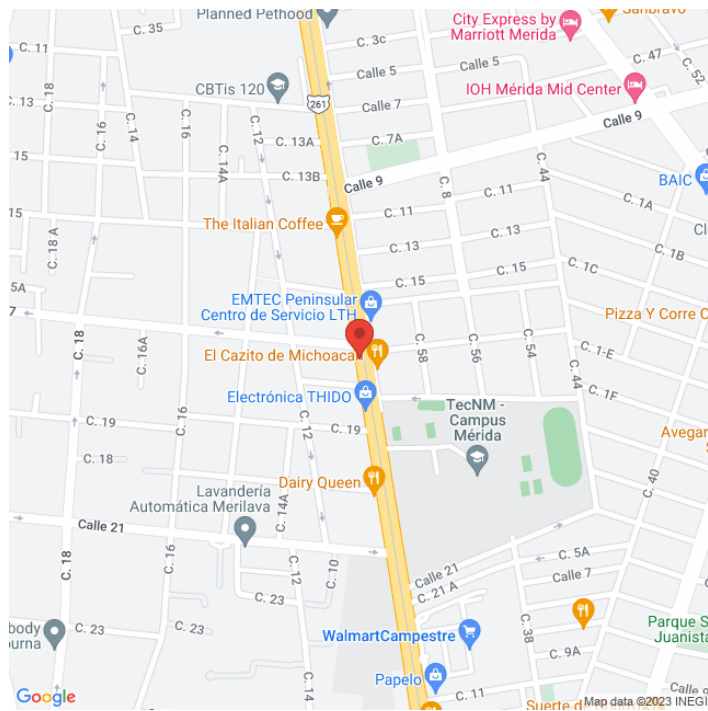 Planned Pethood
C. 35
C. 3c
City Express by
Marriott Merida
Sanbravo
C. 11
C. 18
C. 16
C. 14
CBTis 120
Calle 5
C. 47
C. 52
IOH Mérida Mid Center
C. 13
C. 12
261
Calle 7
C. 7A
Calle 9
C. 13A
15
C. 14A
C. 13B
Calle 9
C. 8
C. 11
C. 44
BAIC
C. 1A
15
The Italian Coffee
C. 11
C. 13
C. 13
C. 1B
C. 18 A
C. 15
C. 15
C. 1C
5A
EMTEC Peninsular
Centro de Servicio LTH
Pizza Y Corre C
7
C. 18
C. 16A
El Cazito de Michoacán
C. 58
C. 56
C. 54
C. 1-E
C. 16
Electrónica THIDO
C. 44
C. 1F
TecNM -
Campus
Mérida
C. 19
C. 19
C. 12
Avegar
C. 18
Dairy Queen
C. 40
Lavandería
Automática Merilava
C. 14A
Calle 21
C. 18
C. 16
C. 12
C. 10
Calle 21
C. 21 A
C. 5A
Calle 7
C. 23
C. 23
C. 38
WalmartCampestre
Parque S
Juanista
C. 9A
C. 14
Papelo
C. 11
Calle 9
Google
Map data ©2023 INEGI